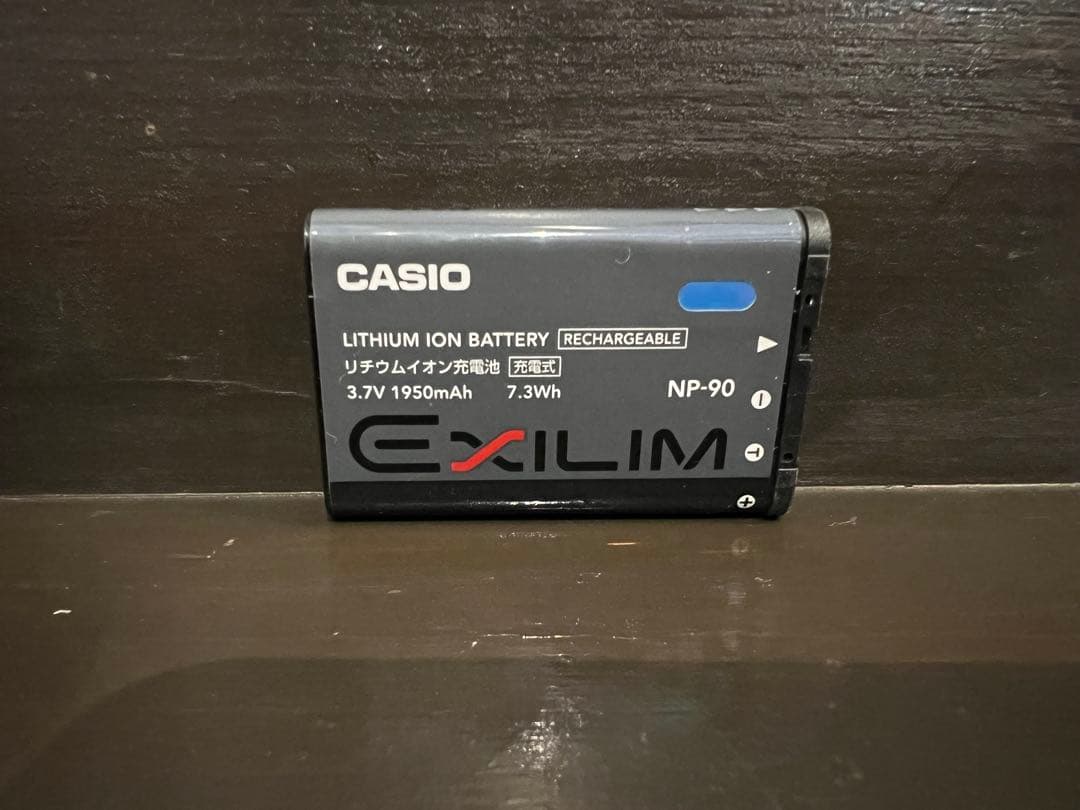 CASIO
LITHIUM ION BATTERY RECHARGEABLE
リチウムイオン充電池 充電式
3.7V 1950mAh 7.3Wh NP-90
EXILIM
T